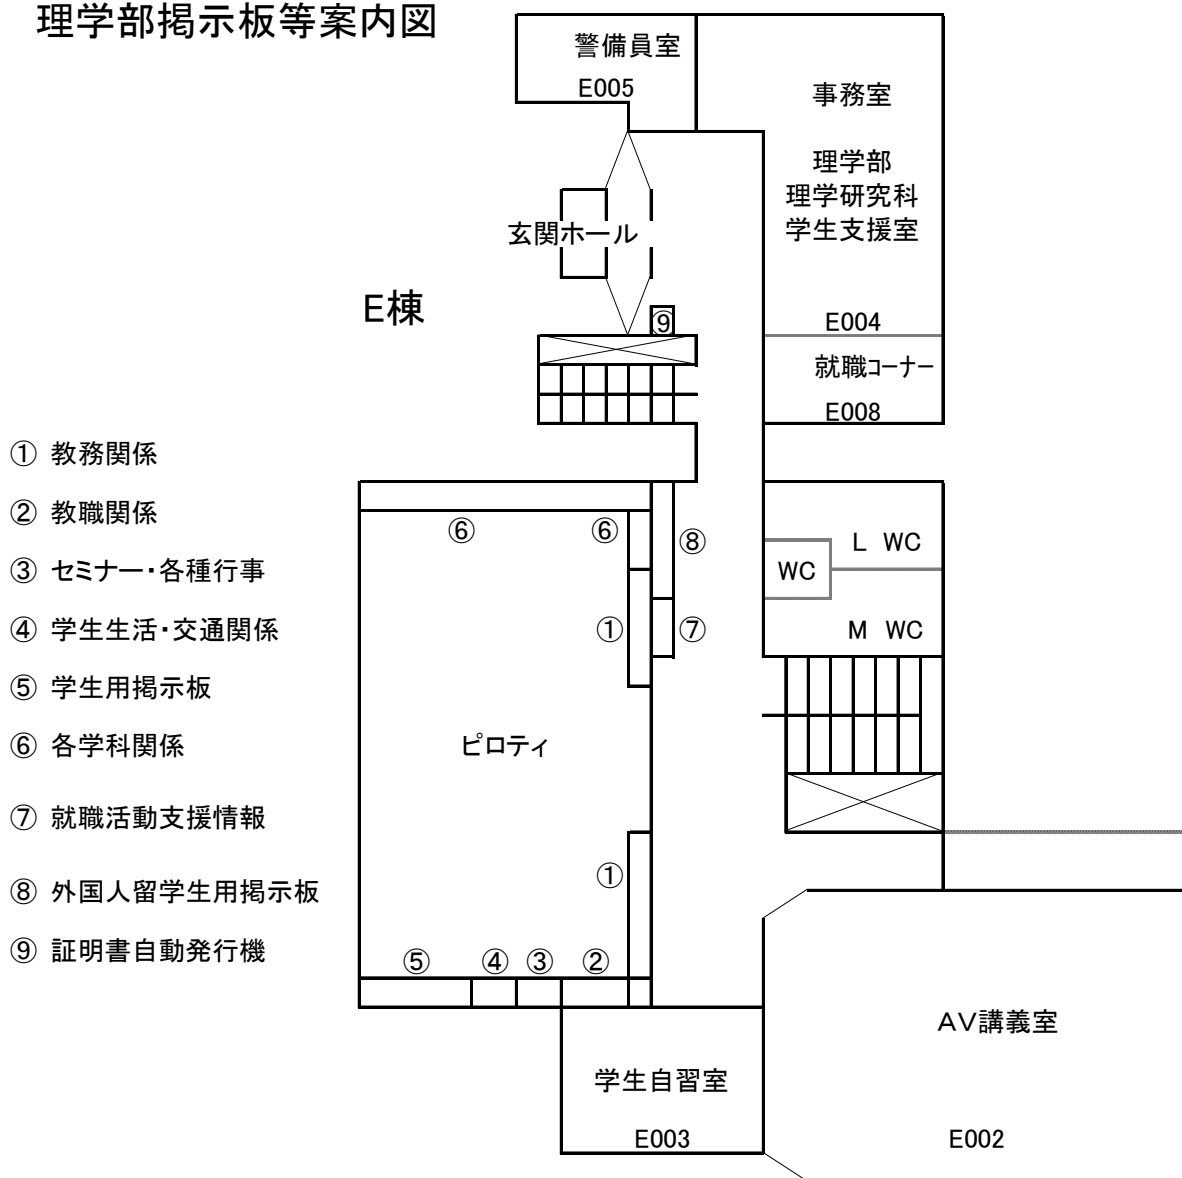 理学部掲示板等案内図
警備員室
E005
事務室
理学部
理学研究科
学生支援室
玄関ホール
E棟
⑨
E004
就職コーナー
E008
① 教務関係
② 教職関係
③ セミナー・各種行事
④ 学生生活・交通関係
⑤ 学生用掲示板
⑥ 各学科関係
⑦ 就職活動支援情報
⑧ 外国人留学生用掲示板
⑨ 証明書自動発行機
⑥
⑥
⑧
L WC
WC
①
⑦
M WC
ピロティ
①
⑤
④
③
②
AV講義室
学生自習室
E003
E002